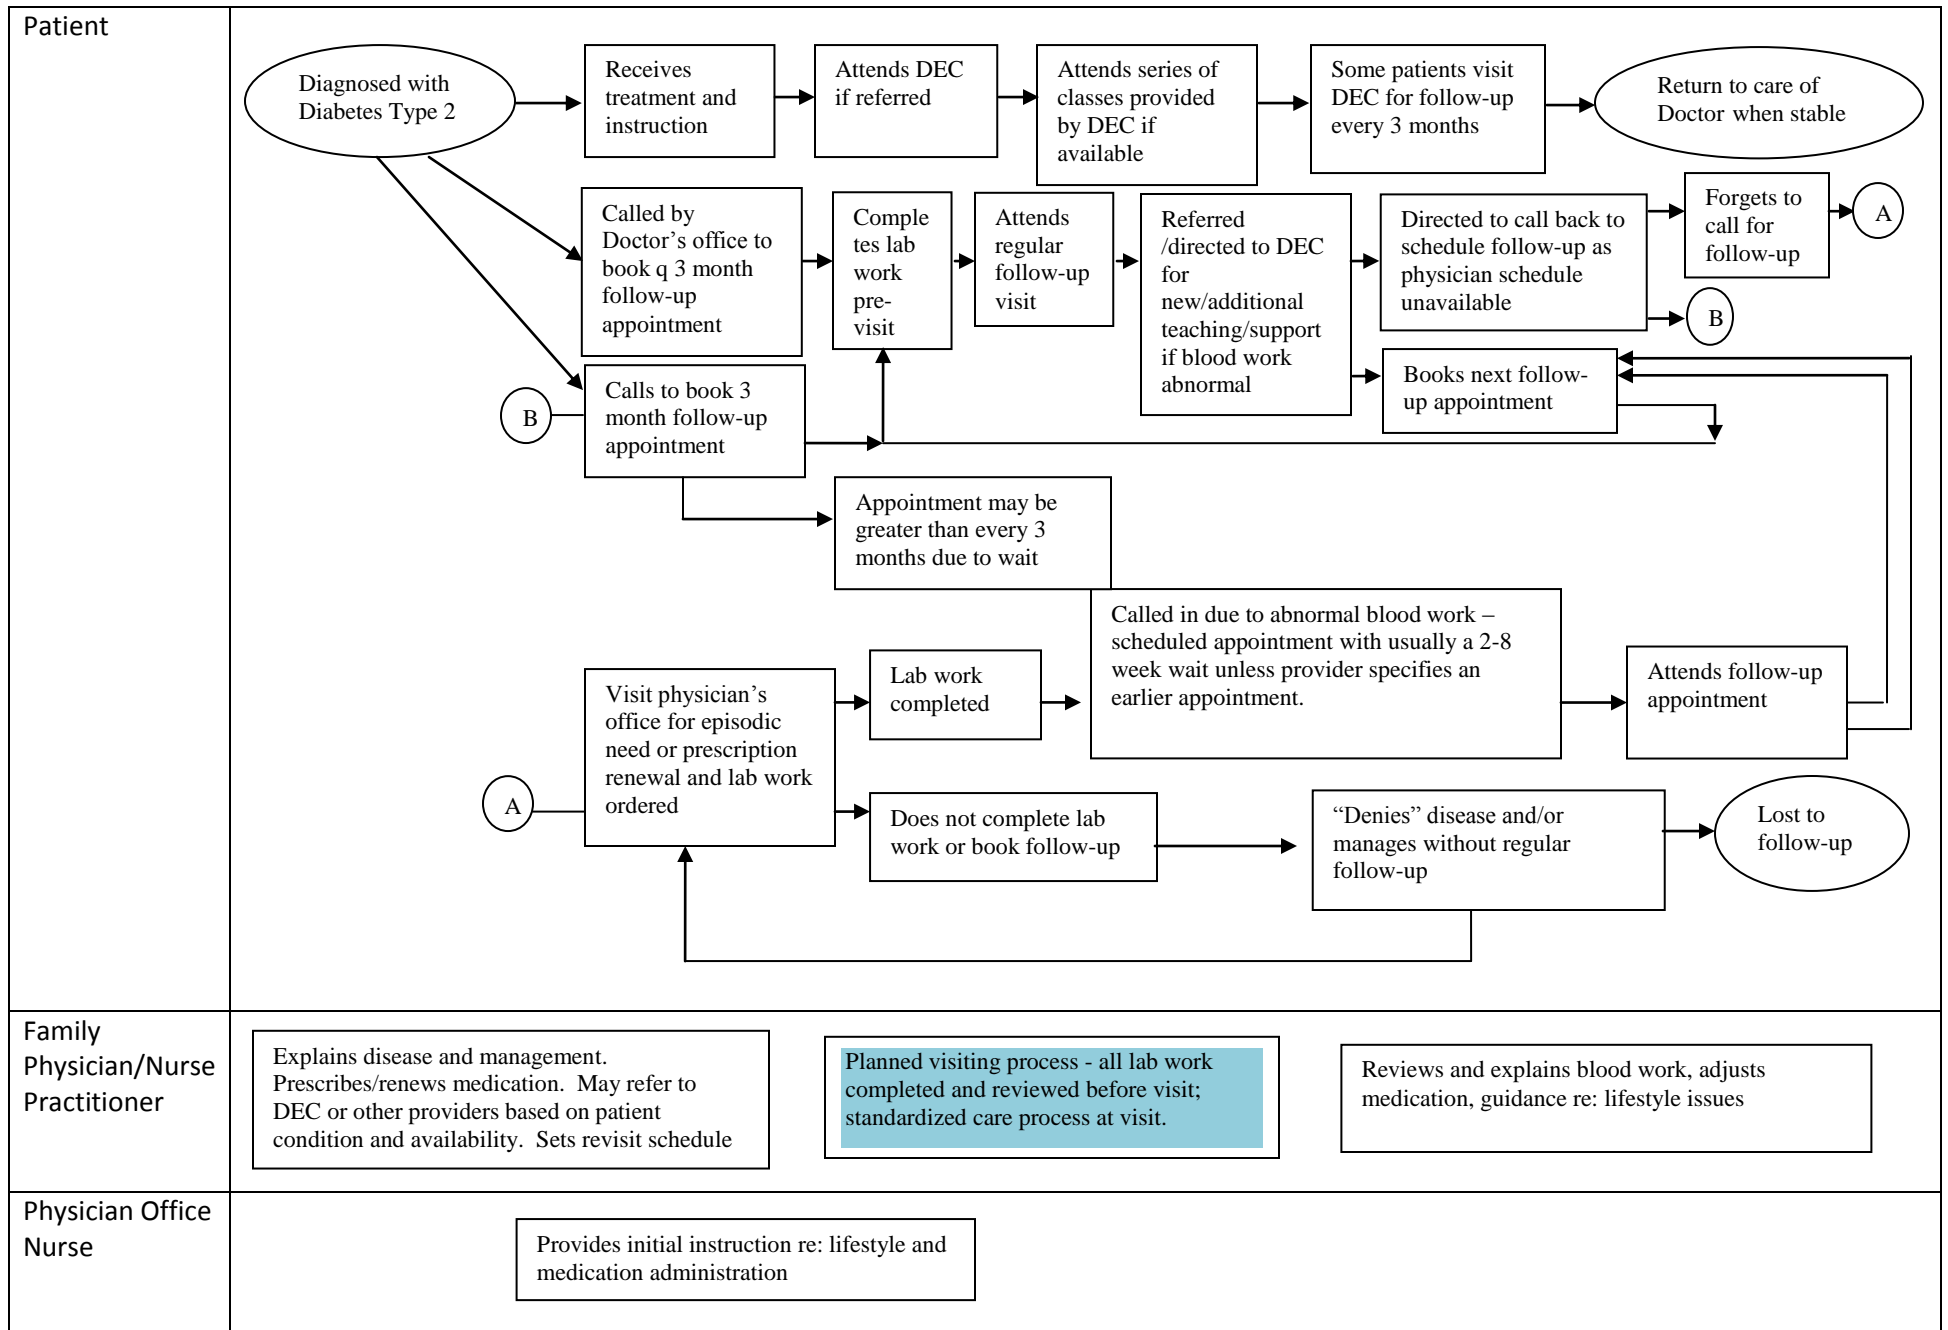 Patient
Diagnosed with
Diabetes Type 2
Receives
treatment and
instruction
Attends DEC
if referred
Attends series of
classes provided
by DEC if
available
Some patients visit
DEC for follow-up
every 3 months
Return to care of
Doctor when stable
Called by
Doctor’s office to
book q 3 month
follow-up
appointment
Comple
tes lab
work
pre-
visit
Attends
regular
follow-up
visit
Referred
/directed to DEC
for
new/additional
teaching/support
if blood work
abnormal
Directed to call back to
schedule follow-up as
physician schedule
unavailable
Forgets to
call for
follow-up
A
B
Books next follow-
up appointment
B
Calls to book 3
month follow-up
appointment
Appointment may be
greater than every 3
months due to wait
Called in due to abnormal blood work –
scheduled appointment with usually a 2-8
week wait unless provider specifies an
earlier appointment.
Attends follow-up
appointment
Lab work
completed
Visit physician’s
office for episodic
need or prescription
renewal and lab work
ordered
A
Does not complete lab
work or book follow-up
“Denies” disease and/or
manages without regular
follow-up
Lost to
follow-up
Family
Physician/Nurse
Practitioner
Explains disease and management.
Prescribes/renews medication.  May refer to
DEC or other providers based on patient
condition and availability.  Sets revisit schedule
Planned visiting process - all lab work
completed and reviewed before visit;
standardized care process at visit.
Reviews and explains blood work, adjusts
medication, guidance re: lifestyle issues
Physician Office
Nurse
Provides initial instruction re: lifestyle and
medication administration